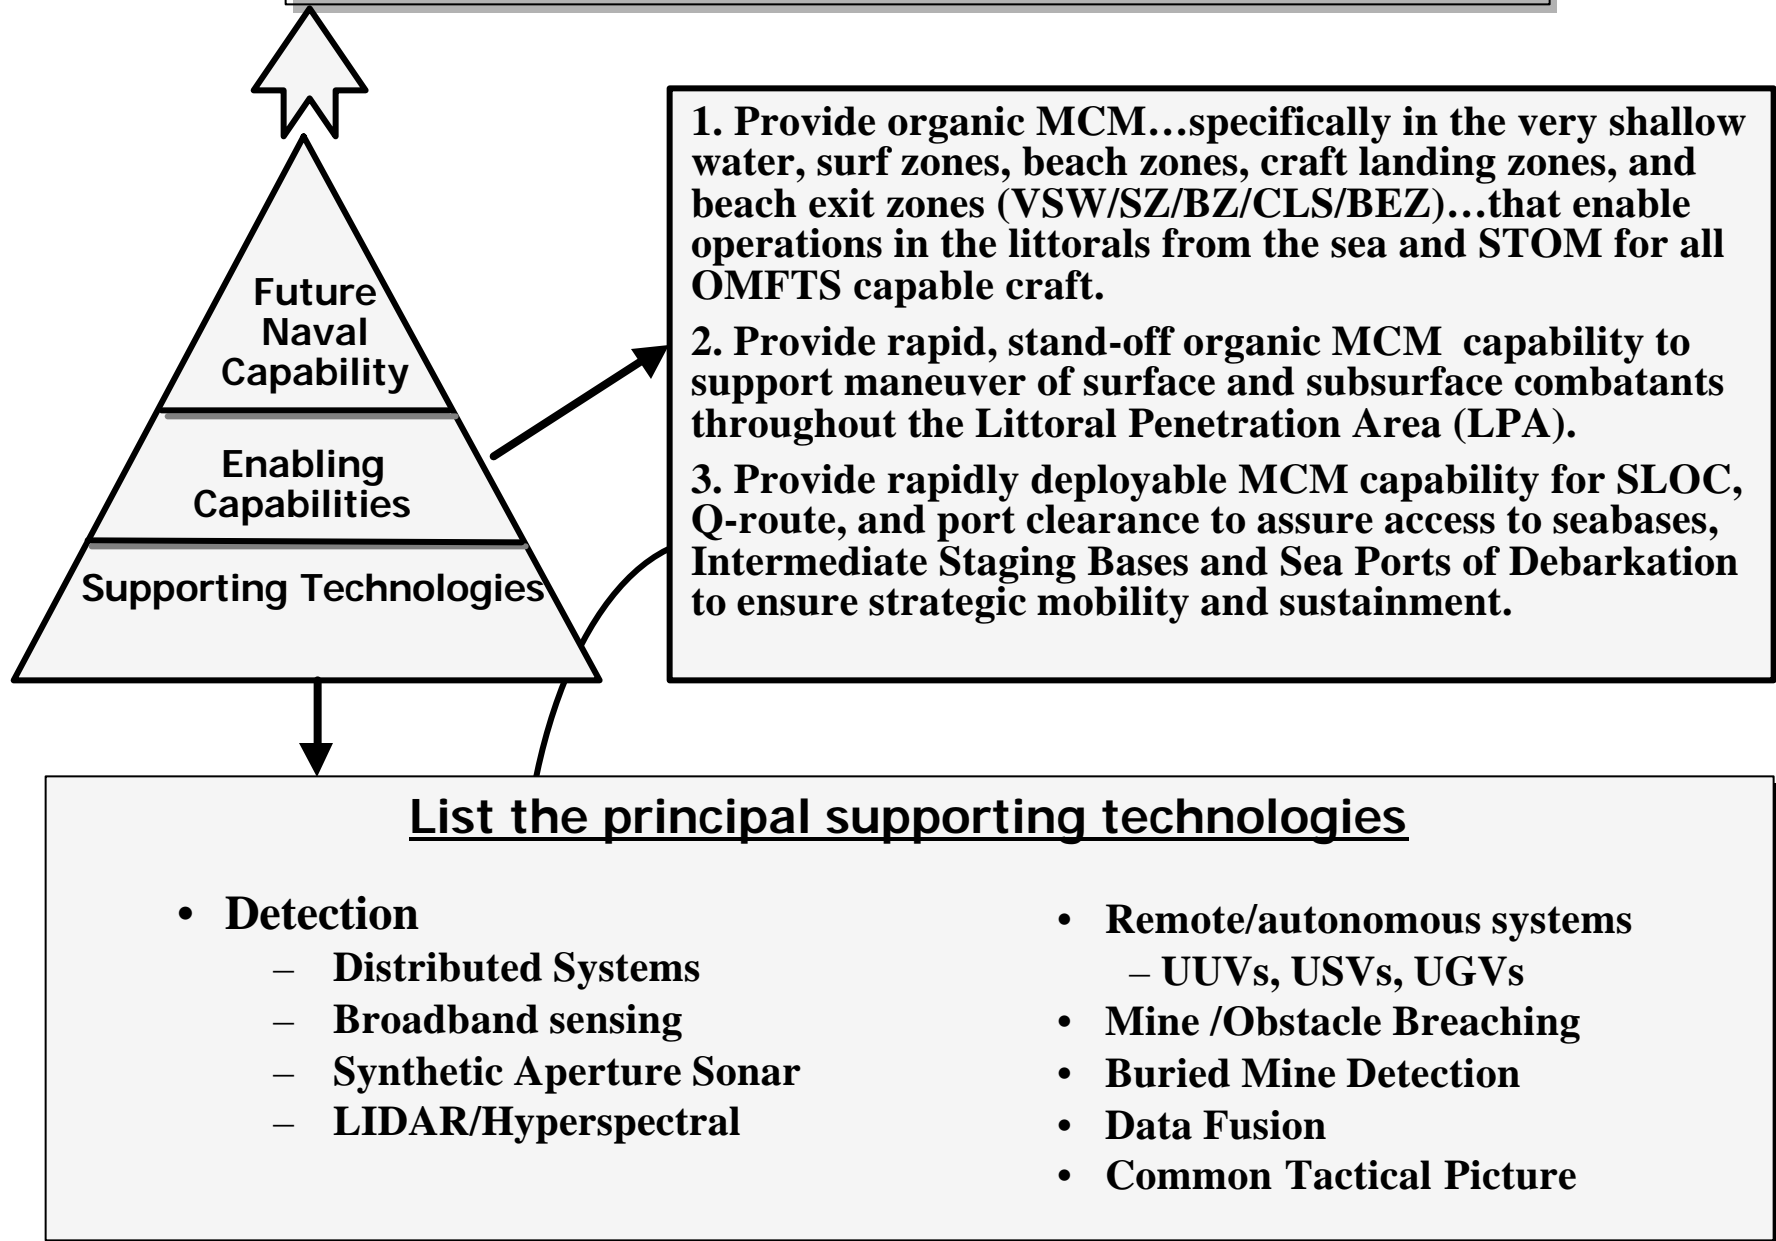 Future
Naval
Capability
Enabling
Capabilities
Supporting Technologies
1. Provide organic MCM…specifically in the very shallow
water, surf zones, beach zones, craft landing zones, and
beach exit zones (VSW/SZ/BZ/CLS/BEZ)…that enable
operations in the littorals from the sea and STOM for all
OMFTS capable craft.
2. Provide rapid, stand-off organic MCM  capability to
support maneuver of surface and subsurface combatants
throughout the Littoral Penetration Area (LPA).
3. Provide rapidly deployable MCM capability for SLOC,
Q-route, and port clearance to assure access to seabases,
Intermediate Staging Bases and Sea Ports of Debarkation
to ensure strategic mobility and sustainment.
List the principal supporting technologies
• Detection
– Distributed Systems
– Broadband sensing
– Synthetic Aperture Sonar
– LIDAR/Hyperspectral
• Remote/autonomous systems
– UUVs, USVs, UGVs
• Mine /Obstacle Breaching
• Buried Mine Detection
• Data Fusion
• Common Tactical Picture